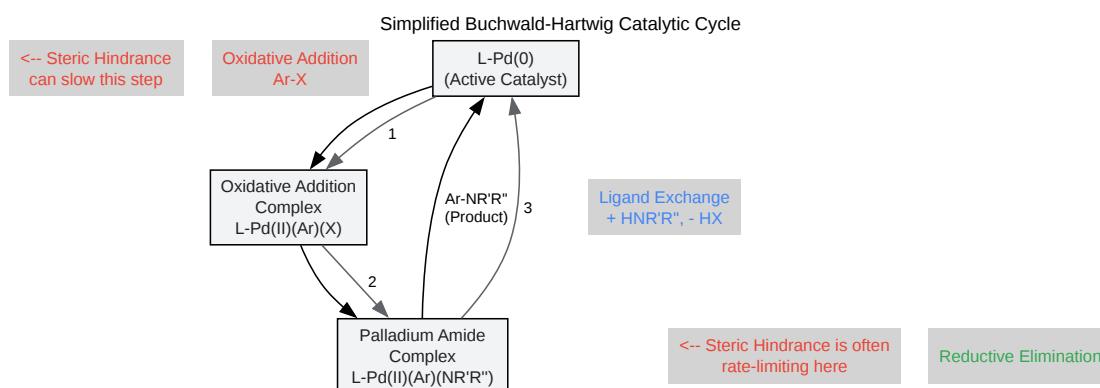 Simplified Buchwald-Hartwig Catalytic Cycle
<-- Steric Hindrance
can slow this step
Oxidative Addition
Ar-X
L-Pd(0)
(Active Catalyst)
1
Oxidative Addition
Complex
L-Pd(II)(Ar)(X)
Ar-NR'R"
(Product)
3
Ligand Exchange
+ HNR'R", - HX
2
Palladium Amide
Complex
L-Pd(II)(Ar)(NR'R")
<-- Steric Hindrance is often
rate-limiting here
Reductive Elimination